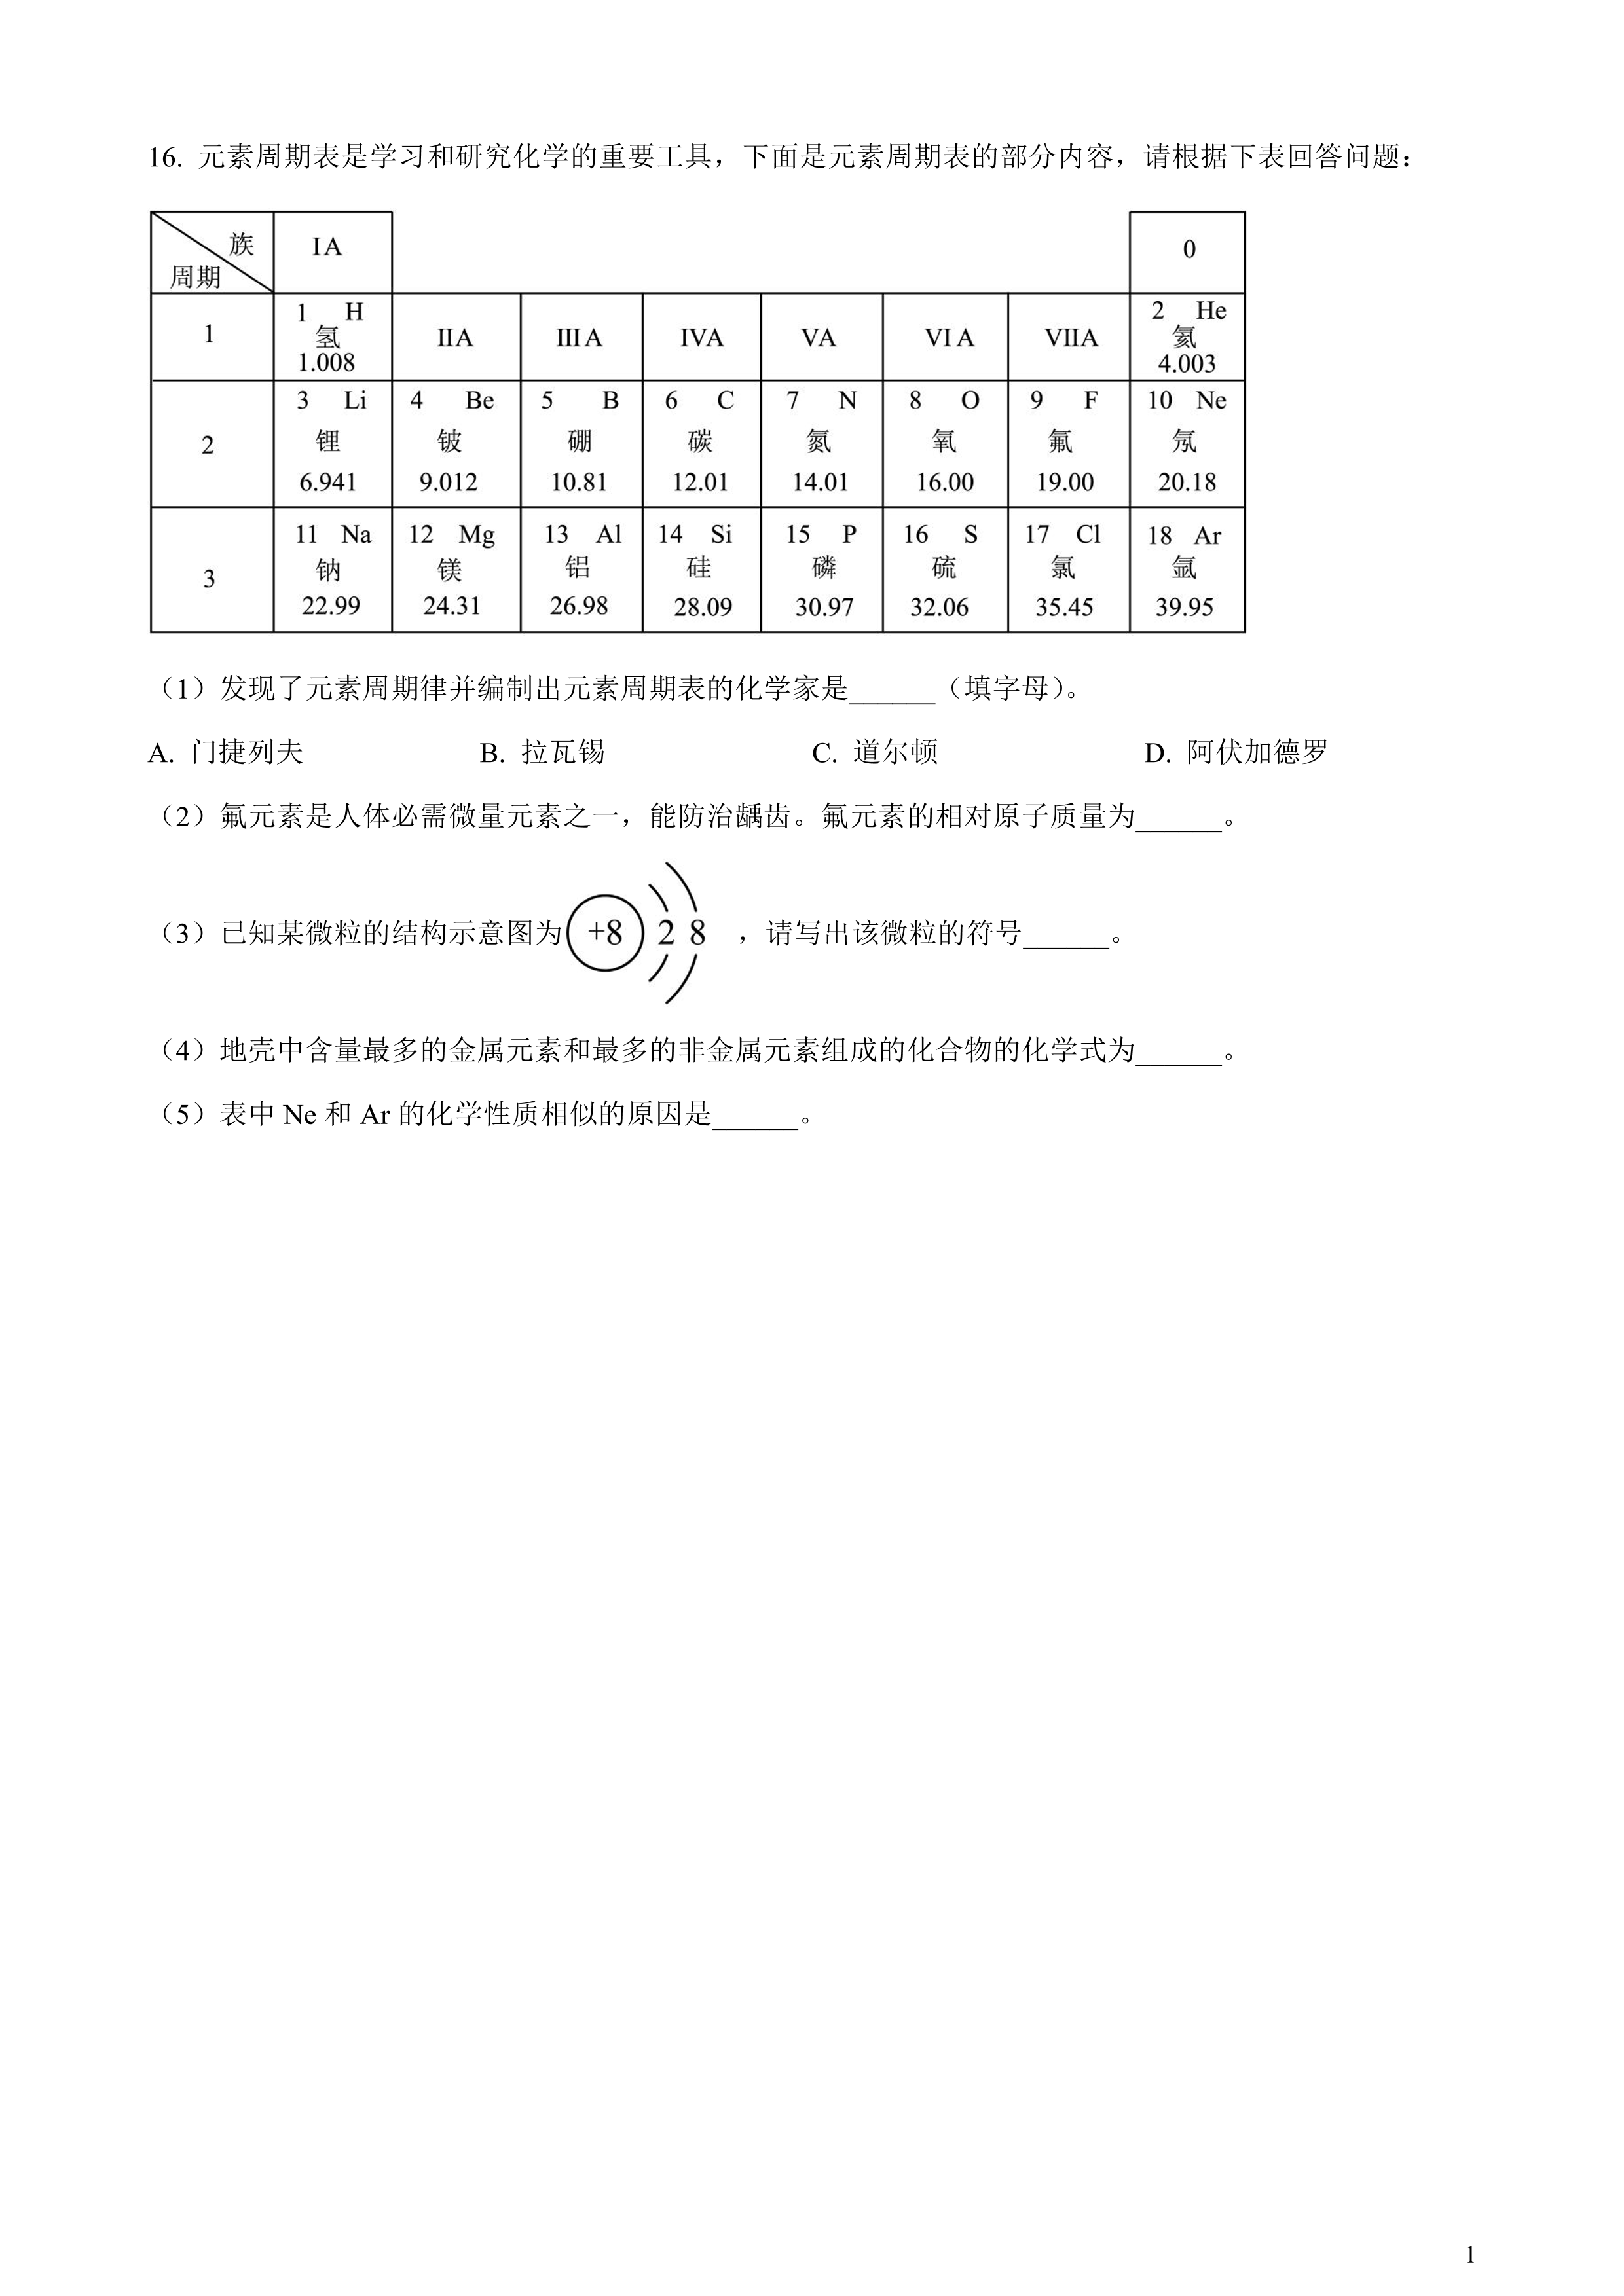 16. 元素周期表是学习和研究化学的重要工具，下面是元素周期表的部分内容，请根据下表回答问题：
族
周期
IA
0
1
1 H
氢
1.008
IIA
IIIA
IVA
VA
VIA
VIIA
2 He
氦
4.003
2
3 Li
锂
6.941
4 Be
铍
9.012
5 B
硼
10.81
6 C
碳
12.01
7 N
氮
14.01
8 O
氧
16.00
9 F
氟
19.00
10 Ne
氖
20.18
3
11 Na
钠
22.99
12 Mg
镁
24.31
13 Al
铝
26.98
14 Si
硅
28.09
15 P
磷
30.97
16 S
硫
32.06
17 Cl
氯
35.45
18 Ar
氩
39.95
（1）发现了元素周期律并编制出元素周期表的化学家是______（填字母）。
A. 门捷列夫 B. 拉瓦锡 C. 道尔顿 D. 阿伏加德罗
（2）氟元素是人体必需微量元素之一，能防治龋齿。氟元素的相对原子质量为______。
（3）已知某微粒的结构示意图为 +8 2 8 ，请写出该微粒的符号______。
（4）地壳中含量最多的金属元素和最多的非金属元素组成的化合物的化学式为______。
（5）表中 Ne 和 Ar 的化学性质相似的原因是______。
1